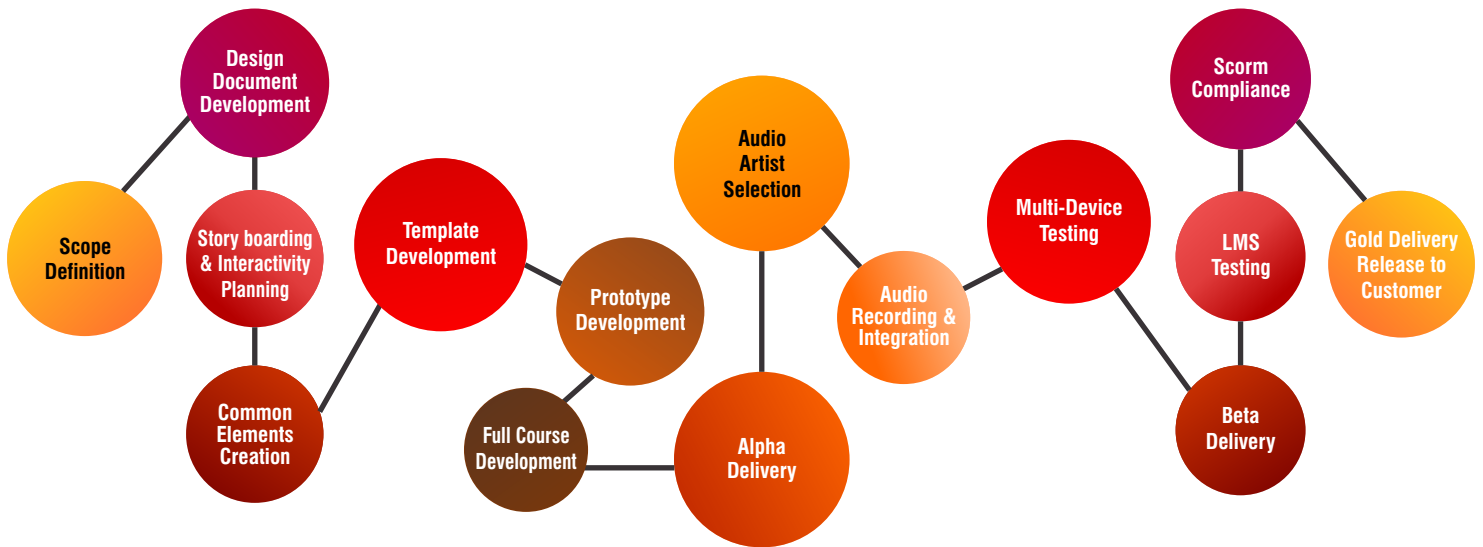 Scope
Definition
Design
Document
Development
Story boarding
& Interactivity
Planning
Common
Elements
Creation
Template
Development
Prototype
Development
Full Course
Development
Alpha
Delivery
Audio
Artist
Selection
Audio
Recording &
Integration
Multi-Device
Testing
Beta
Delivery
LMS
Testing
Scorm
Compliance
Gold Delivery
Release to
Customer